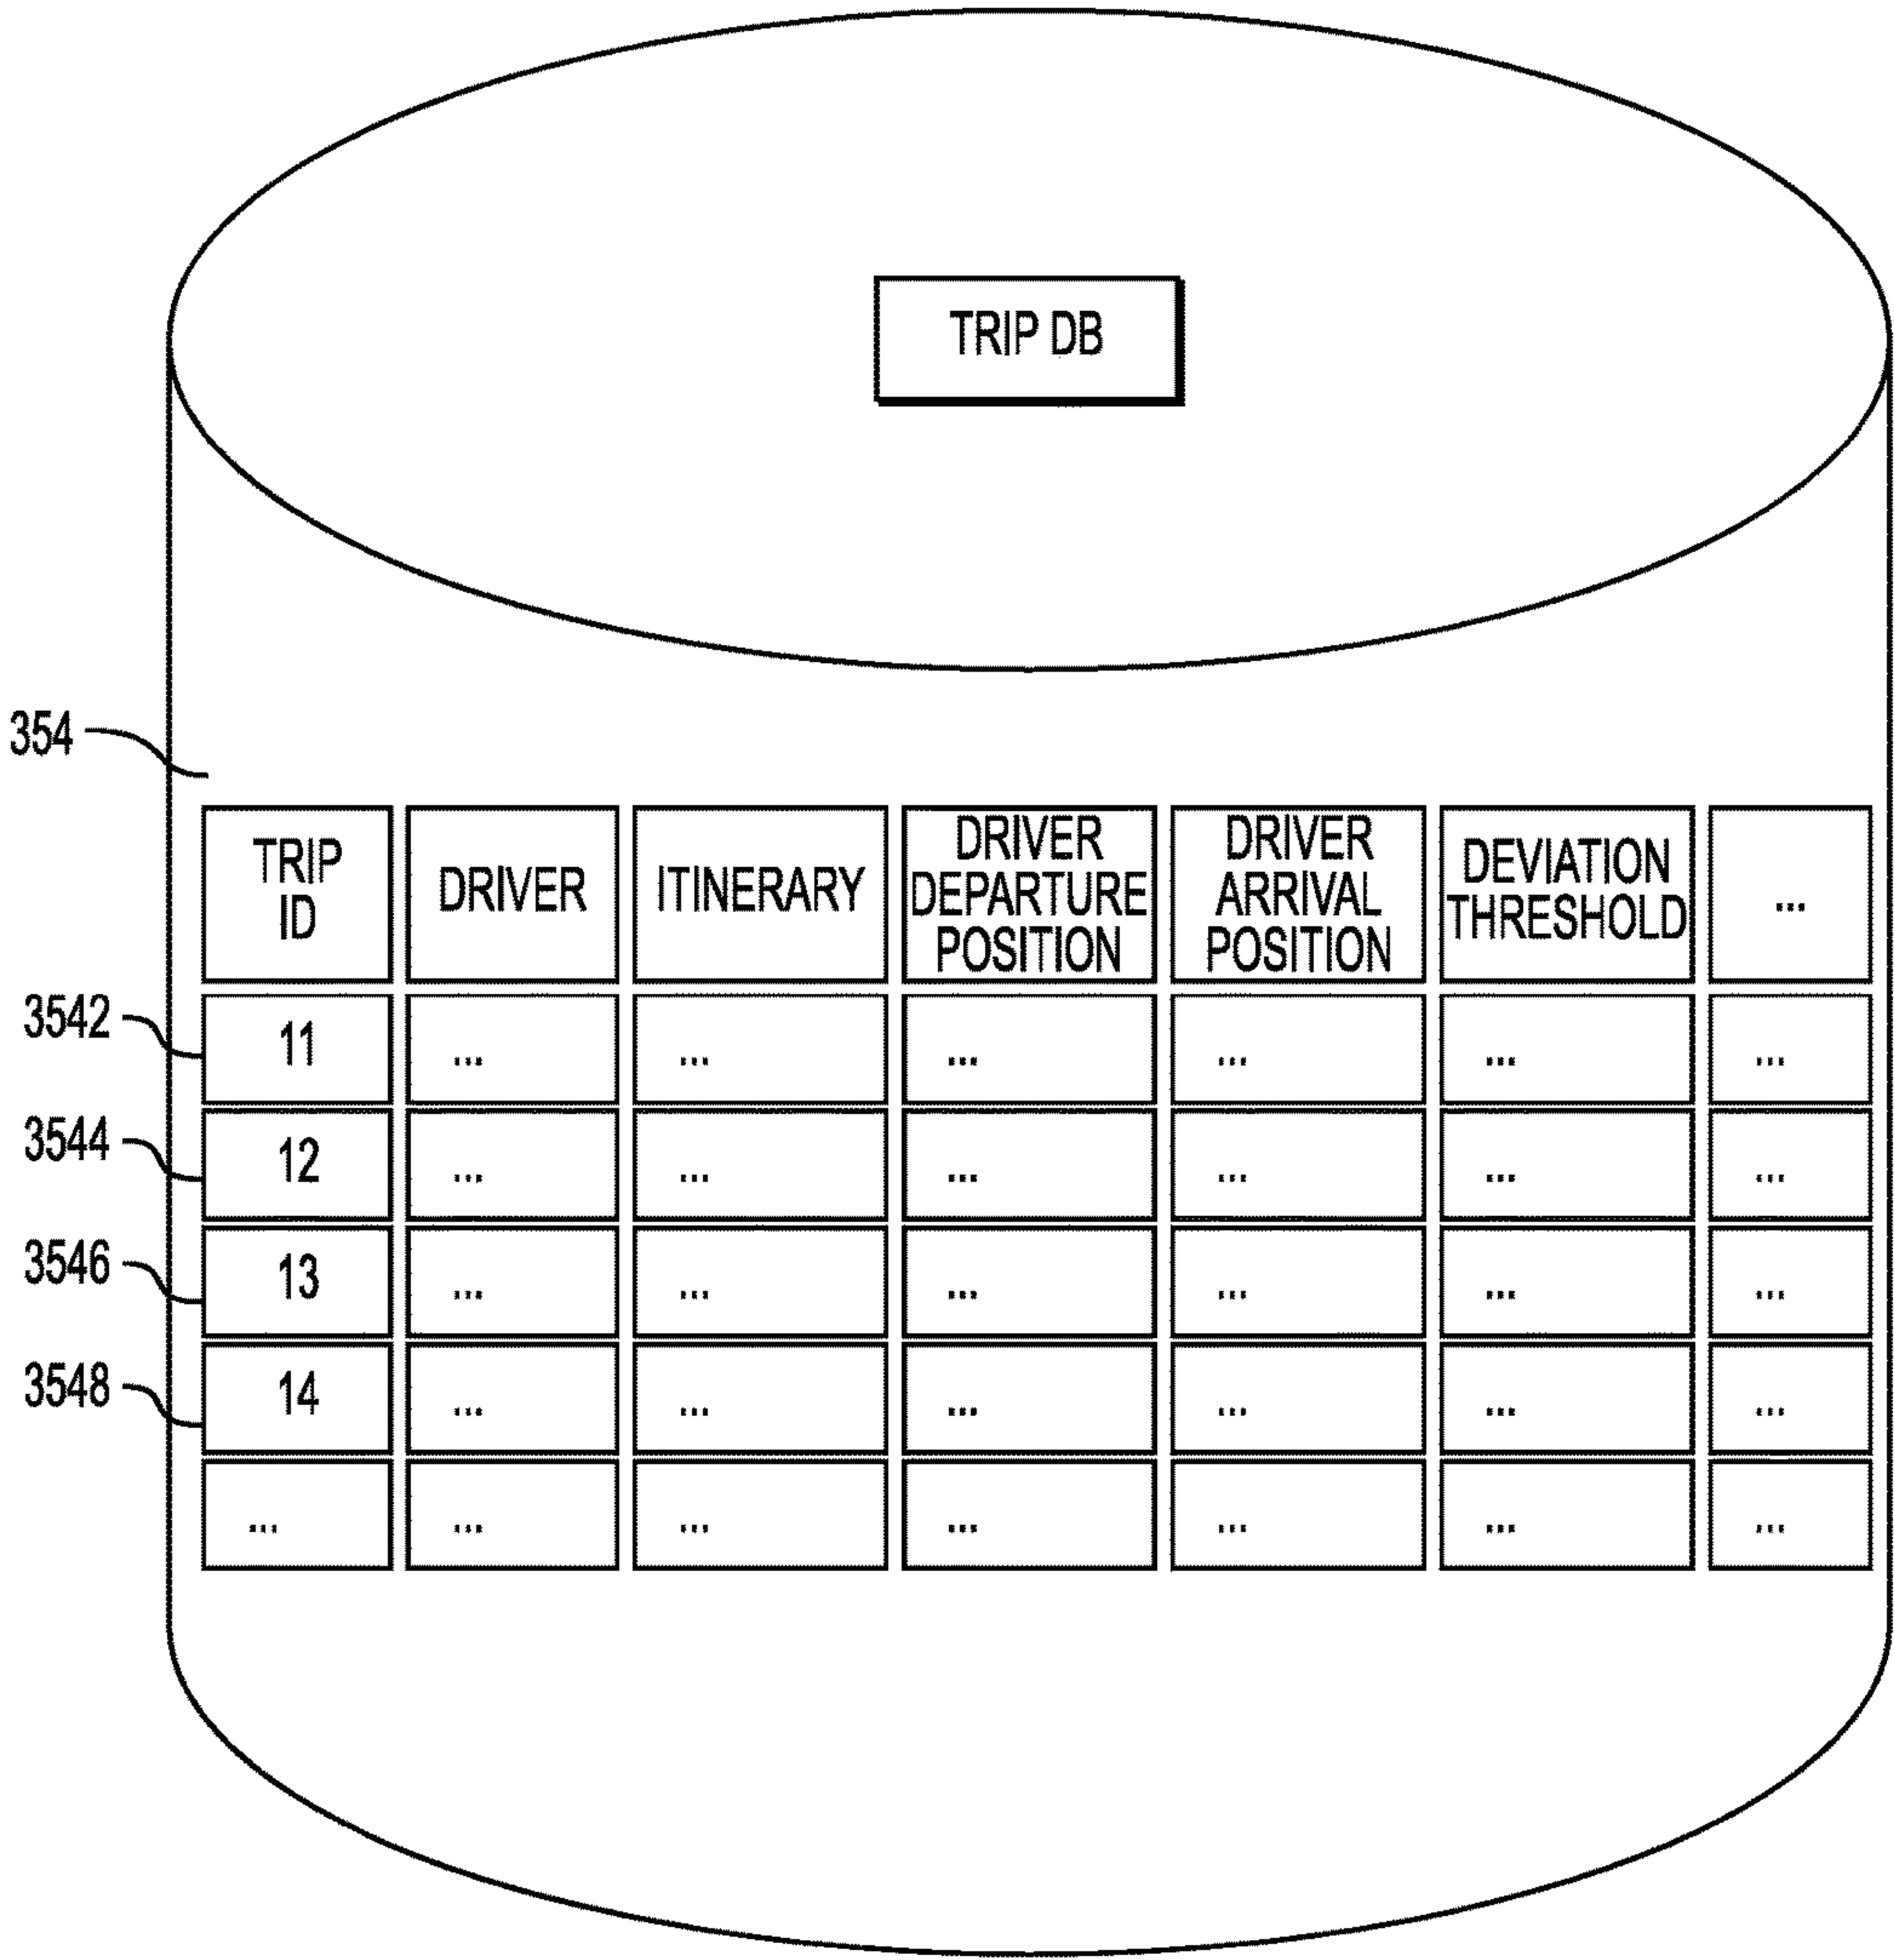 TRIP DB
354
TRIP
ID
DRIVER
ITINERARY
DRIVER
DEPARTURE
POSITION
DRIVER
ARRIVAL
POSITION
DEVIATION
THRESHOLD
...
3542
11 ... ... ... ... ... ...
3544
12 ... ... ... ... ... ...
3546
13 ... ... ... ... ... ...
3548
14 ... ... ... ... ... ...
... ... ... ... ... ... ...